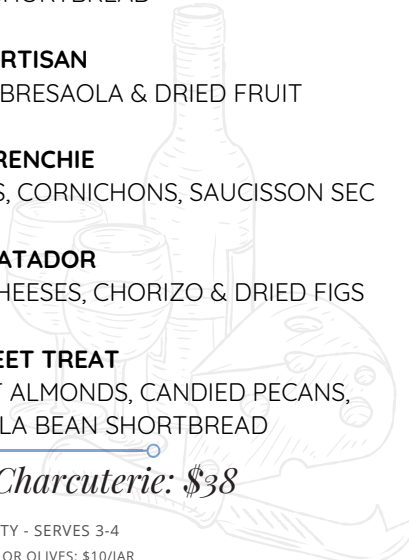 RTISAN
BRESAOLA & DRIED FRUIT
RENCHIE
S, CORNICHONS, SAUCISSON SEC
ATADOR
HEESES, CHORIZO & DRIED FIGS
EET TREAT
T ALMONDS, CANDIED PECANS,
LA BEAN SHORTBREAD
Charcuterie: $38
TY - SERVES 3-4
OR OLIVES: $10/JAR